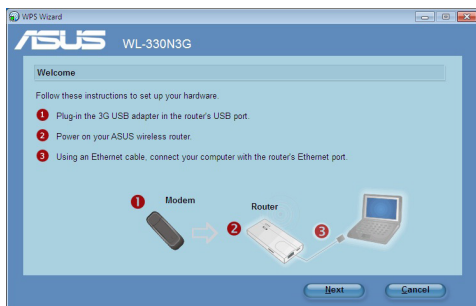 WPS Wizard
ASUS WL-330N3G
Welcome
Follow these instructions to set up your hardware.
1 Plug-in the 3G USB adapter in the router's USB port.
2 Power on your ASUS wireless router.
3 Using an Ethernet cable, connect your computer with the router's Ethernet port.
1 Modem
2 Router
3
Next Cancel